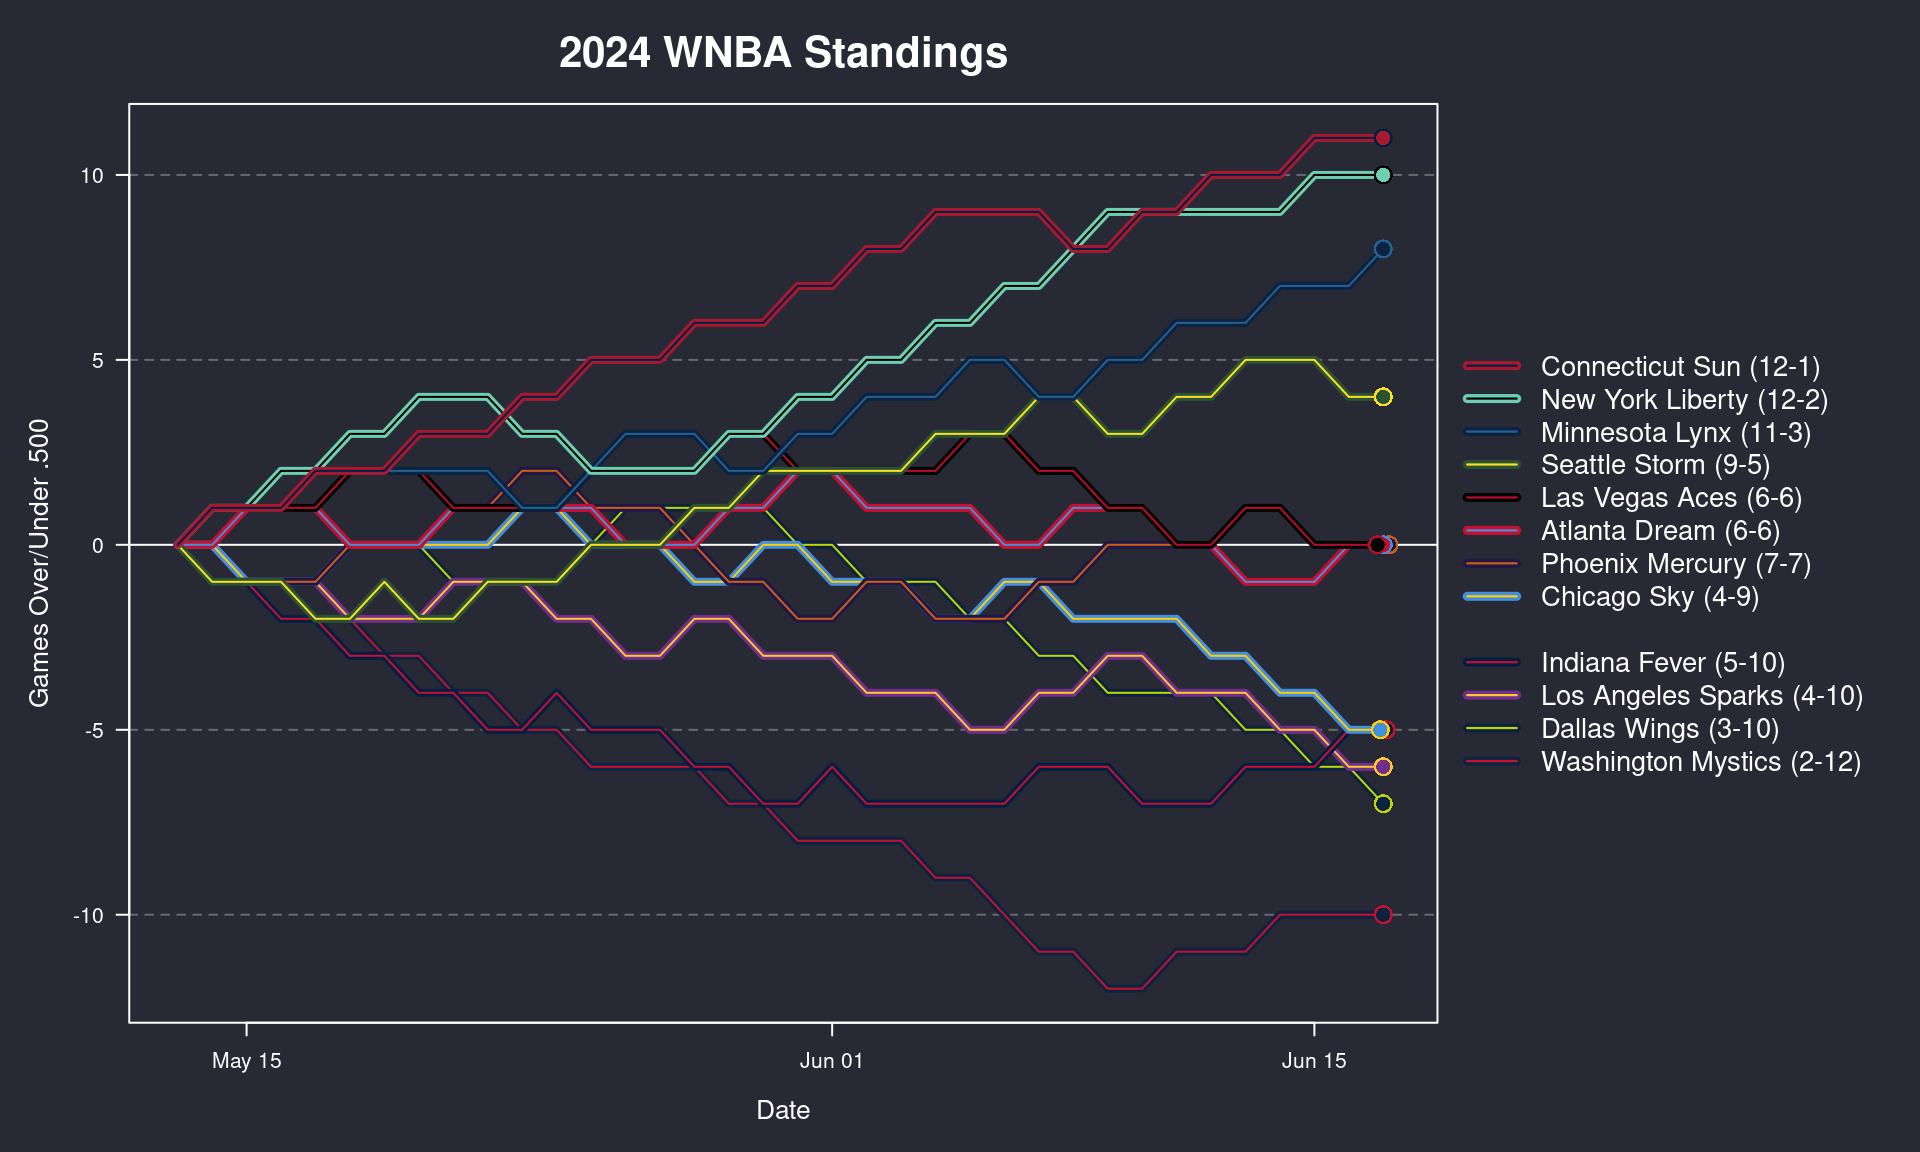 2024 WNBA Standings
Games Over/Under .500
10
5
0
-5
-10
May 15
Jun 01
Jun 15
Date
Connecticut Sun (12-1)
New York Liberty (12-2)
Minnesota Lynx (11-3)
Seattle Storm (9-5)
Las Vegas Aces (6-6)
Atlanta Dream (6-6)
Phoenix Mercury (7-7)
Chicago Sky (4-9)
Indiana Fever (5-10)
Los Angeles Sparks (4-10)
Dallas Wings (3-10)
Washington Mystics (2-12)